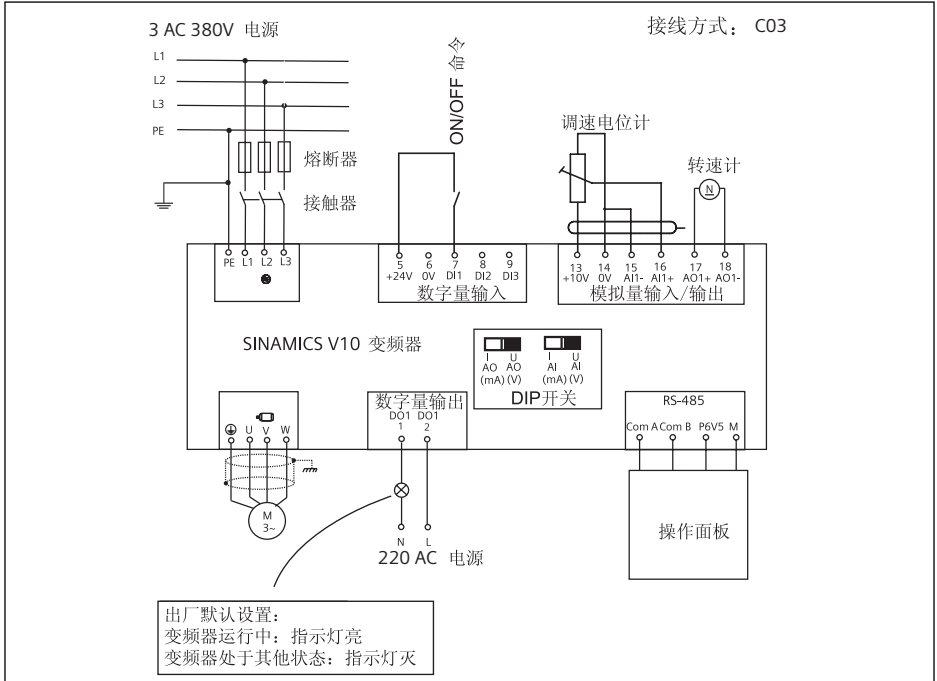 3 AC 380V 电源
接线方式： C03
L1
L2
L3
PE
熔断器
接触器
ON/OFF 命令
调速电位计
转速计
N
PE L1 L2 L3
5 6 7 8 9
+24V 0V DI1 DI2 DI3
数字量输入
13 14 15 16 17 18
+10V 0V AI1- AI1+ AO1+ AO1-
模拟量输入/输出
SINAMICS V10 变频器
I U I U
AO AO AI AI
(mA) (V) (mA) (V)
DIP开关
U V W
数字量输出
DO1 DO1
1 2
RS-485
Com A Com B P6V5 M
M
3~
N L
220 AC 电源
操作面板
出厂默认设置：
变频器运行中：指示灯亮
变频器处于其他状态：指示灯灭